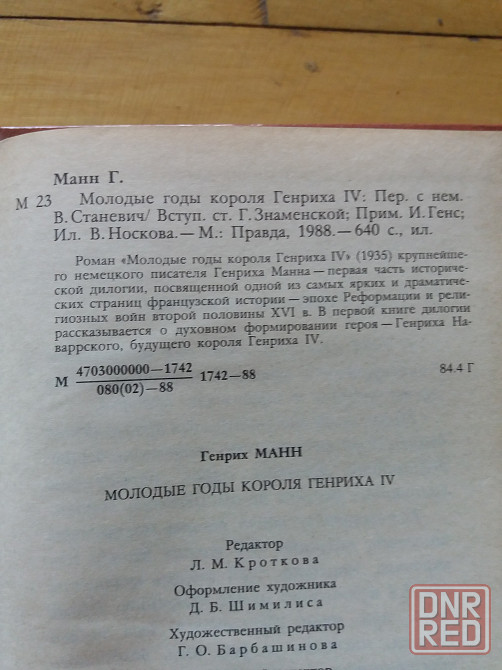 Манн Г.
М 23 Молодые годы короля Генриха IV: Пер. с нем.
В. Станевич/ Вступ. ст. Г. Знаменской; Прим. И. Генс;
Ил. В. Носкова.— М.: Правда, 1988.— 640 с., ил.
Роман «Молодые годы короля Генриха IV» (1935) крупнейше-
го немецкого писателя Генриха Манна — первая часть историче-
ской дилогии, посвященной одной из самых ярких и драматиче-
ских страниц французской истории — эпохе Реформации и рели-
гиозных войн второй половины XVI в. В первой книге дилогии
рассказывается о духовном формировании героя — Генриха На-
варрского, будущего короля Генриха IV.
М 4703000000—1742
080(02)—88
1742—88
84.4 Г
Генрих МАНН
МОЛОДЫЕ ГОДЫ КОРОЛЯ ГЕНРИХА IV
Редактор
Л. М. Кроткова
Оформление художника
Д. Б. Шимилиса
Художественный редактор
Г. О. Барбашинова
DNR
RED